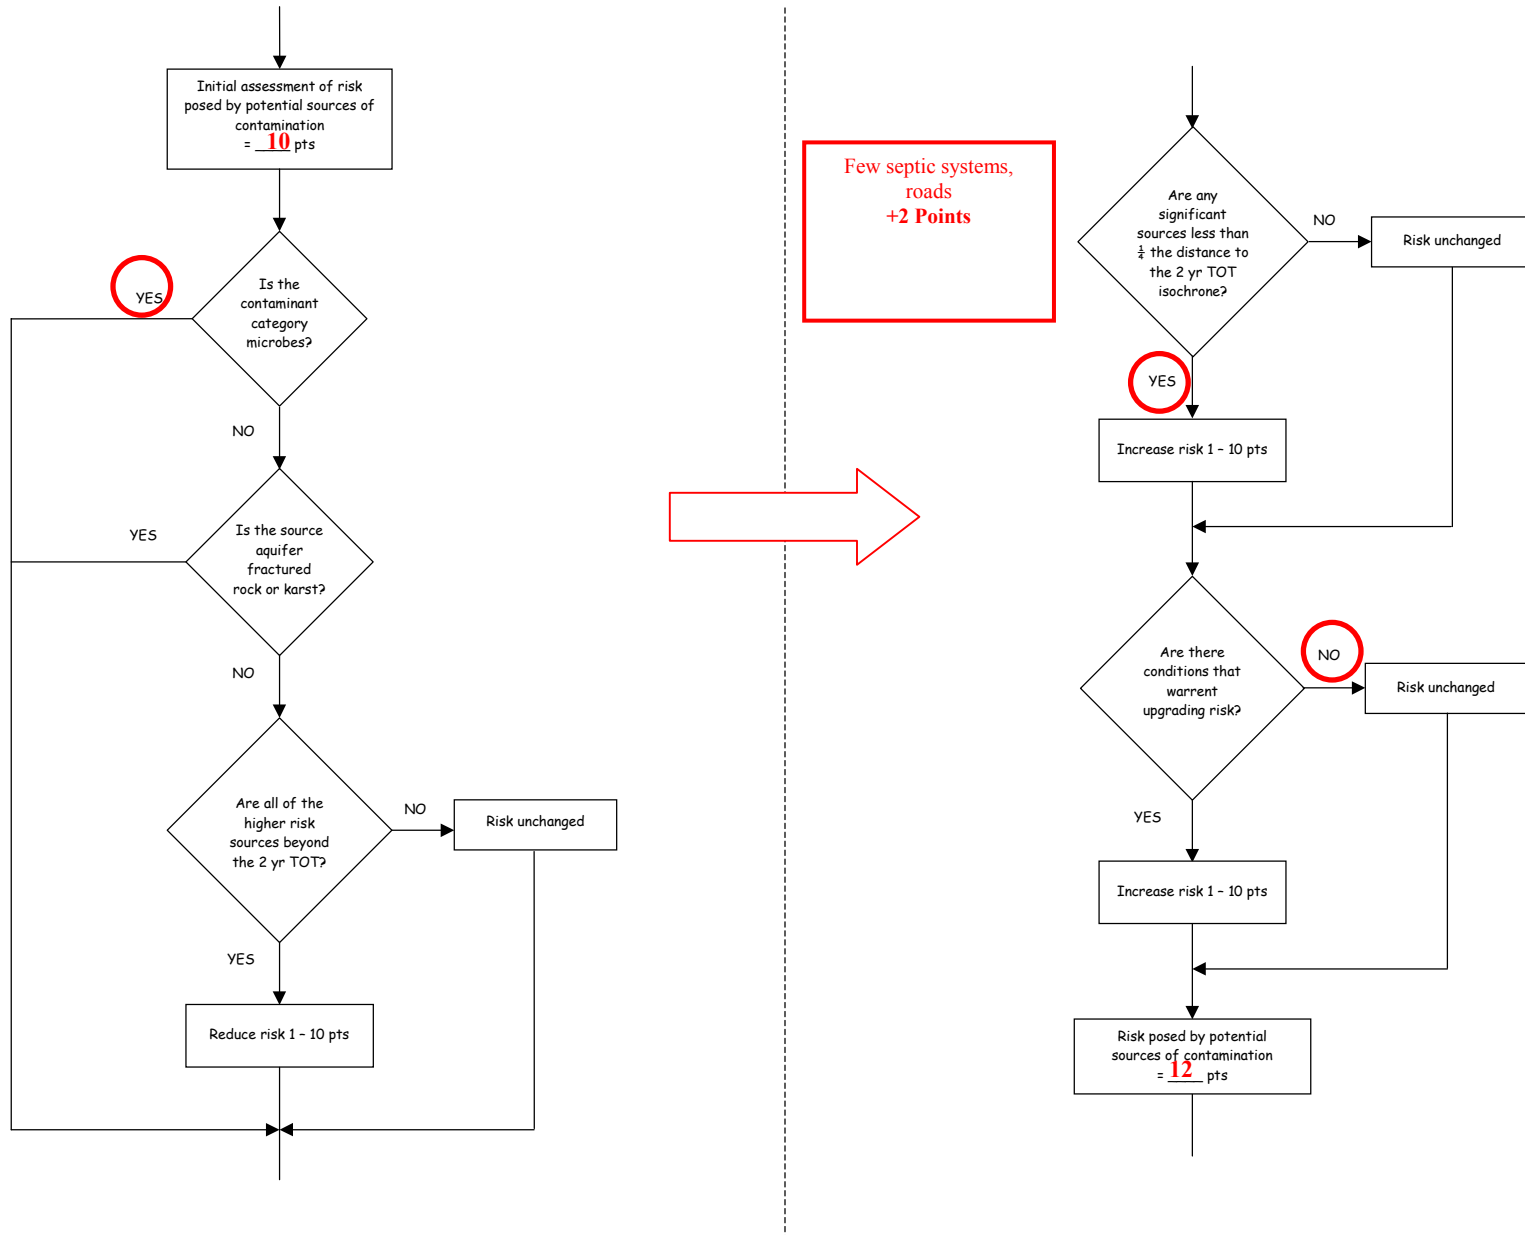 Initial assessment of risk
posed by potential sources of
contamination
= 10 pts
Is the
contaminant
category
microbes?
YES
NO
Is the source
aquifer
fractured
rock or karst?
YES
NO
Are all of the
higher risk
sources beyond
the 2 yr TOT?
NO
Risk unchanged
YES
Reduce risk 1 – 10 pts
Few septic systems,
roads
+2 Points
Are any
significant
sources less than
¼ the distance to
the 2 yr TOT
isochrone?
NO
Risk unchanged
YES
Increase risk 1 – 10 pts
Are there
conditions that
warrent
upgrading risk?
NO
Risk unchanged
YES
Increase risk 1 – 10 pts
Risk posed by potential
sources of contamination
= 12 pts